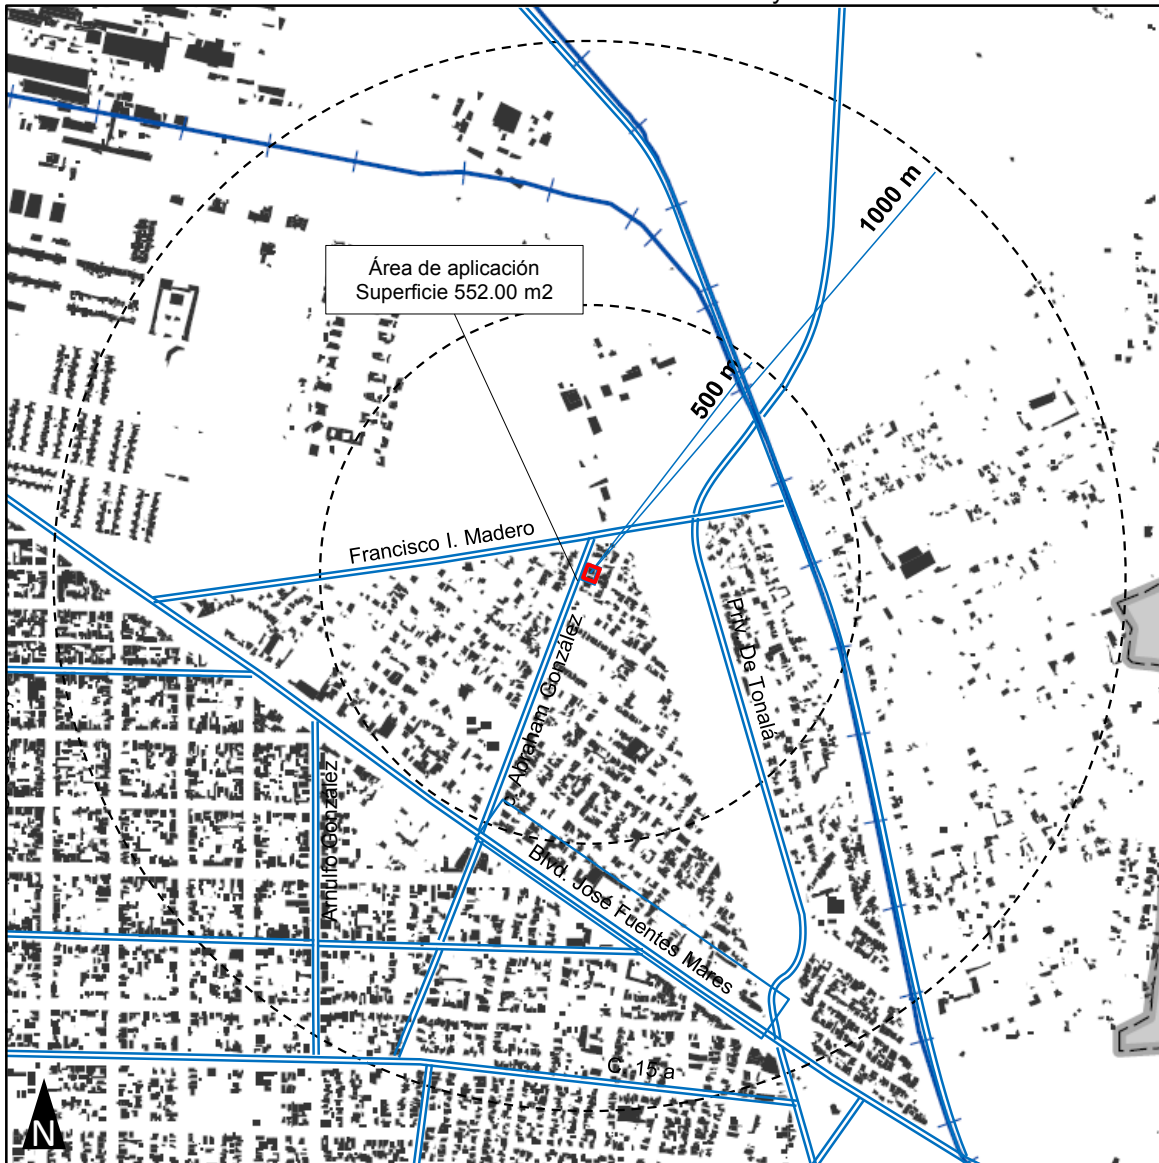 1000 m
Área de aplicación
Superficie 552.00 m2
500 m
Francisco I. Madero
Priv. De Tonalá
Abraham González
Arnulfo González
Blvd. José Fuentes Mares
C. 15 a
N